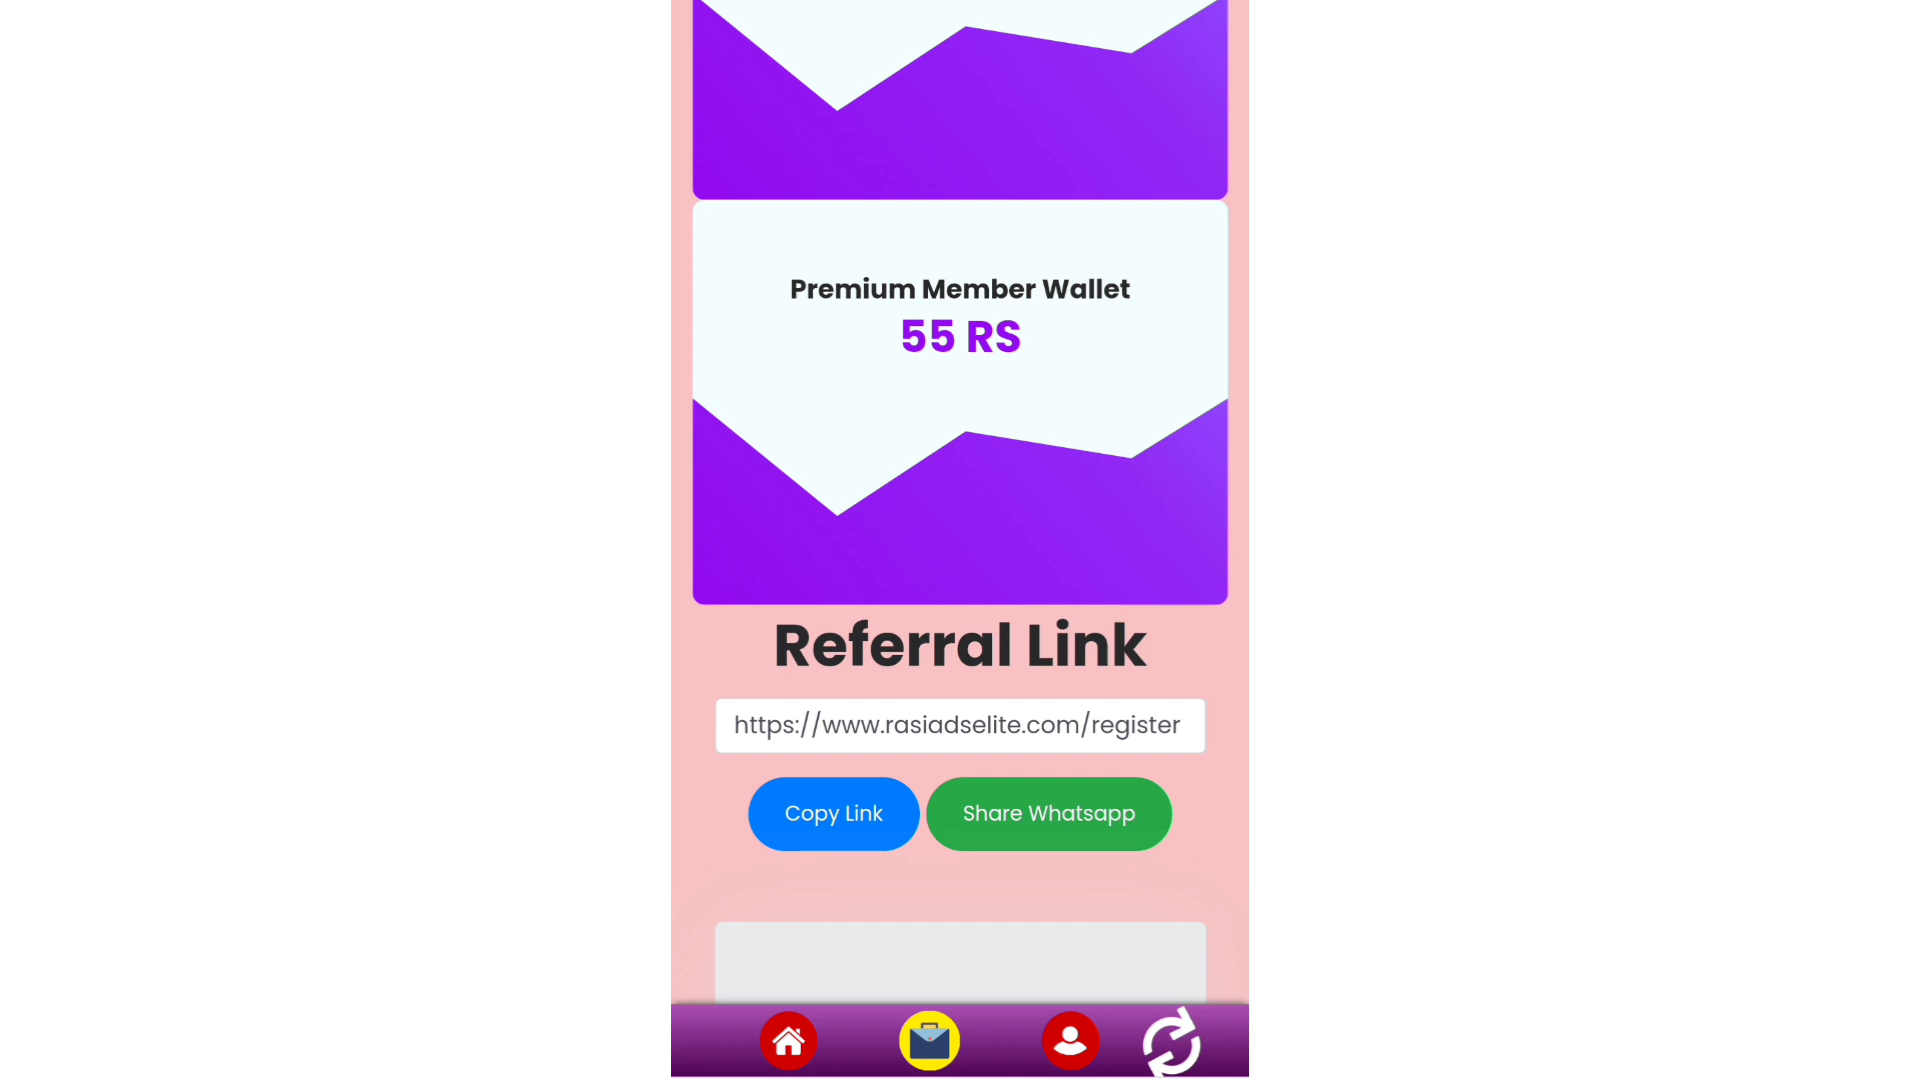 Premium Member Wallet
55 RS
Referral Link
https://www.rasiadselite.com/register
Copy Link
Share Whatsapp